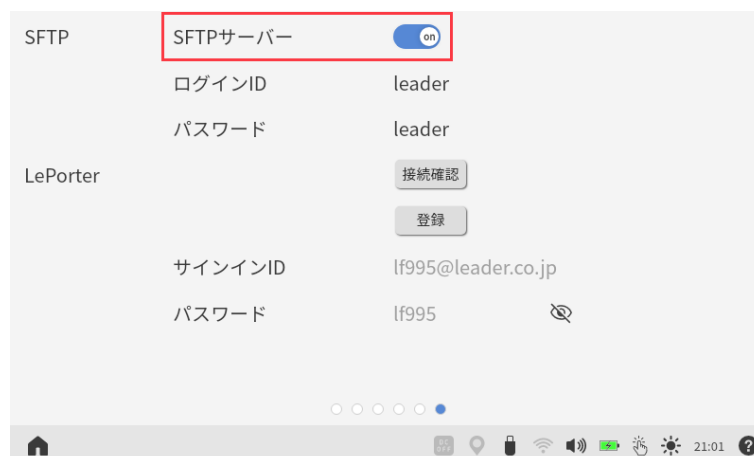 SFTP SFTPサーバー on
ログインID leader
パスワード leader
LePorter 接続確認
登録
サインインID lf995@leader.co.jp
パスワード lf995
DC OFF 21:01 ?